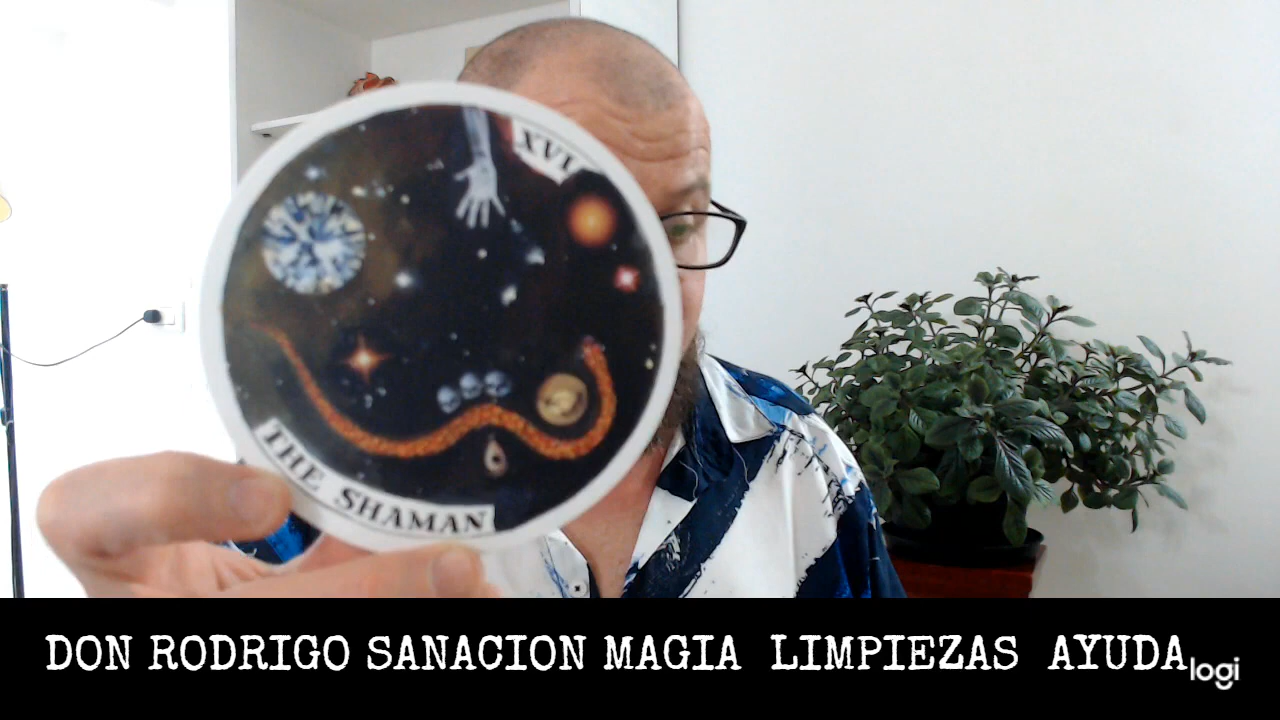 XVI
THE SHAMAN
DON RODRIGO SANACION MAGIA LIMPIEZAS AYUDA
logi